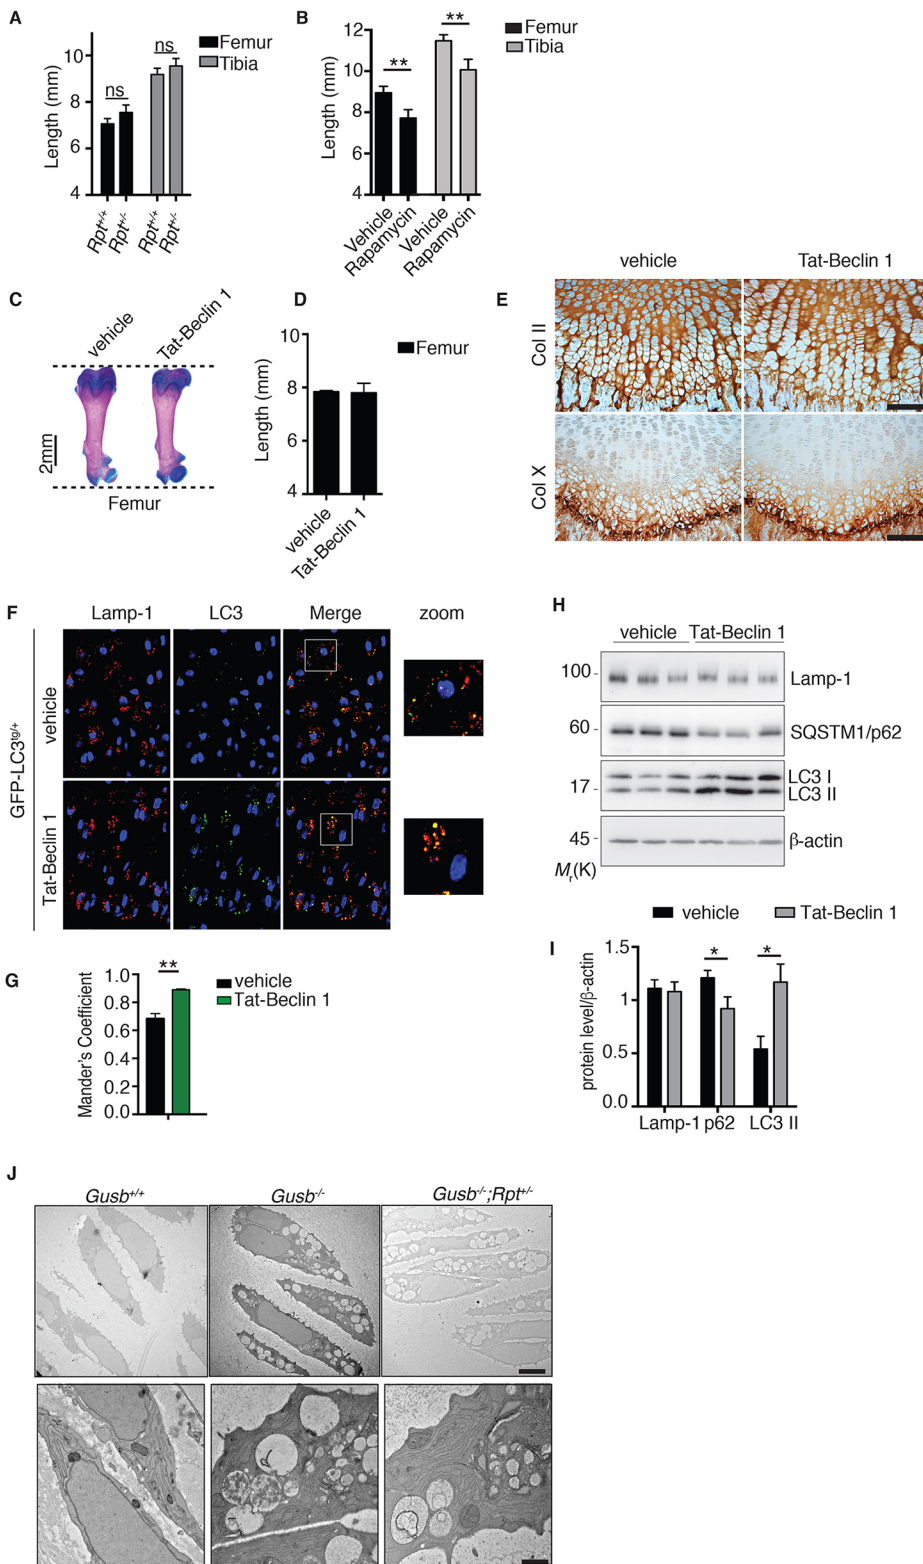 A
Length (mm)
10
8
6
4
ns
ns
Femur
Tibia
Rpt+/+
Rpt+/-
Rpt+/+
Rpt+/-
B
Length (mm)
12
10
8
6
4
**
**
Femur
Tibia
Vehicle
Rapamycin
Vehicle
Rapamycin
C
vehicle
Tat-Beclin 1
2mm
Femur
D
Length (mm)
10
8
6
4
Femur
vehicle
Tat-Beclin 1
E
vehicle
Tat-Beclin 1
Col II
Col X
F
Lamp-1
LC3
Merge
zoom
GFP-LC3tg/+
vehicle
Tat-Beclin 1
G
Mander's Coefficient
1.0
0.8
0.6
0.4
0.2
0.0
**
vehicle
Tat-Beclin 1
H
vehicle
Tat-Beclin 1
100
Lamp-1
60
SQSTM1/p62
17
LC3 I
LC3 II
45
β-actin
Mr(K)
vehicle
Tat-Beclin 1
I
protein level/β-actin
1.5
1
0.5
0.0
*
*
Lamp-1
p62
LC3 II
J
Gusb+/+
Gusb-/-
Gusb-/-;Rpt+/-